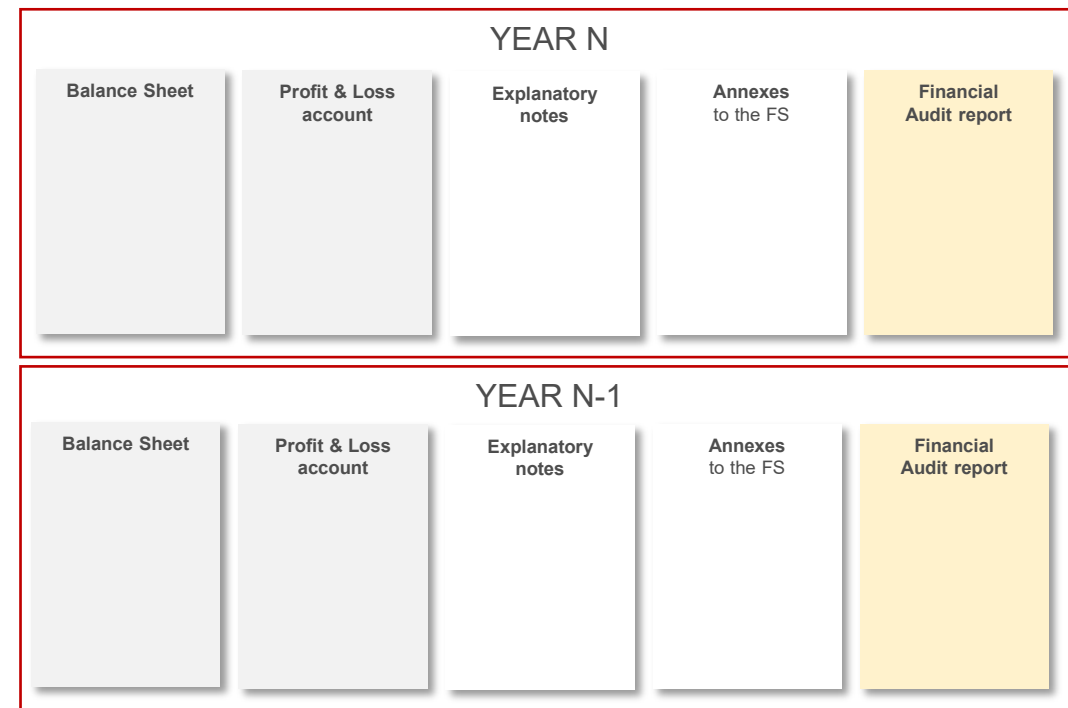 YEAR N
Balance Sheet
Profit & Loss
account
Explanatory
notes
Annexes
to the FS
Financial
Audit report
YEAR N-1
Balance Sheet
Profit & Loss
account
Explanatory
notes
Annexes
to the FS
Financial
Audit report